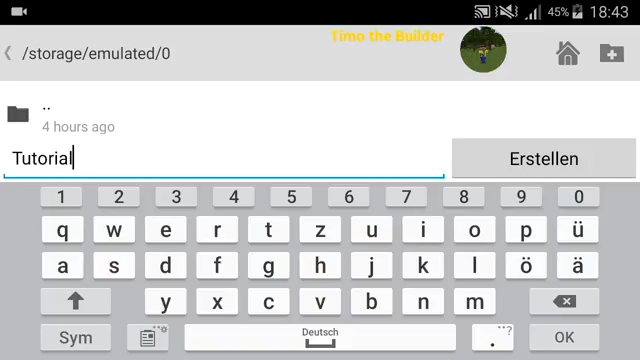 45% 18:43
/storage/emulated/0
Timo the Builder
..
4 hours ago
Tutorial
Erstellen
1 2 3 4 5 6 7 8 9 0
q w e r t z u i o p ü
a s d f g h j k l ö ä
y x c v b n m
Sym
Deutsch
. ,,?
OK